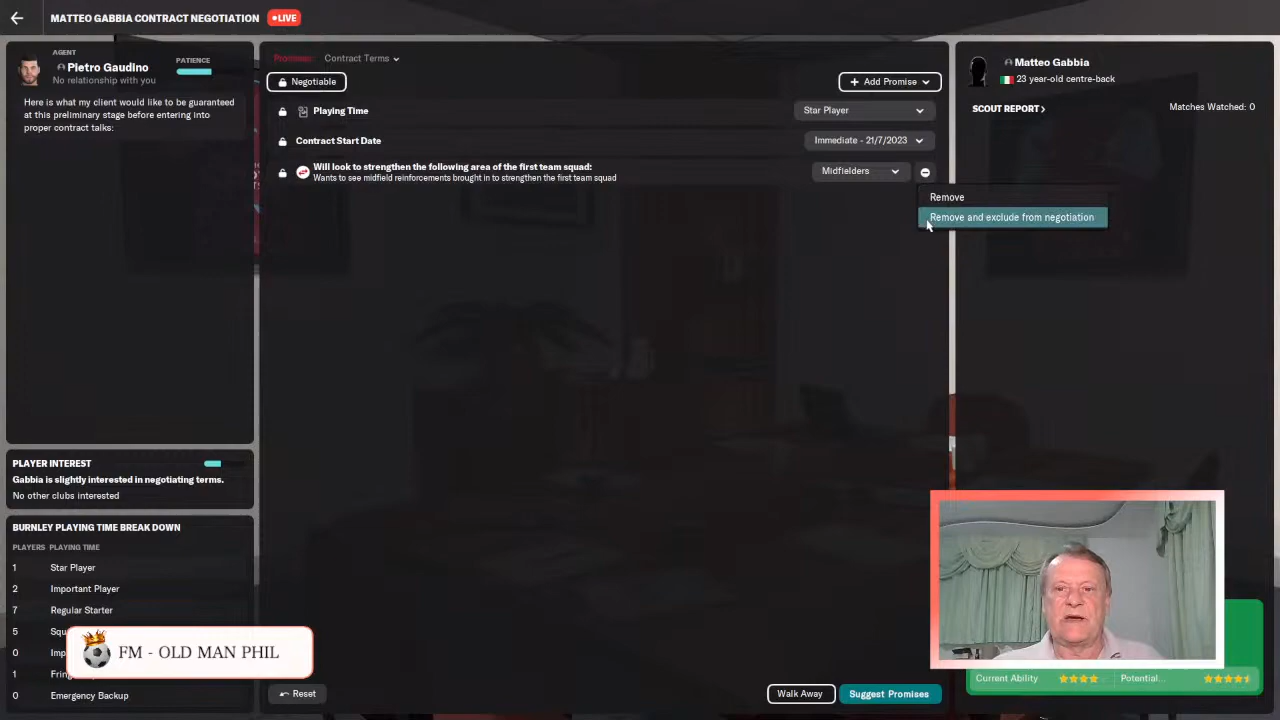 MATTEO GABBIA CONTRACT NEGOTIATION
LIVE
AGENT
Pietro Gaudino
No relationship with you
PATIENCE
Here is what my client would like to be guaranteed
at this preliminary stage before entering into
proper contract talks:
PLAYER INTEREST
Gabbia is slightly interested in negotiating terms.
No other clubs interested
BURNLEY PLAYING TIME BREAK DOWN
PLAYERS PLAYING TIME
1 Star Player
2 Important Player
7 Regular Starter
5 Squ
0 Imp
1 Frin
0 Emergency Backup
FM - OLD MAN PHIL
Promises: Contract Terms
Negotiable
Add Promise
Playing Time
Star Player
Contract Start Date
Immediate - 21/7/2023
Will look to strengthen the following area of the first team squad:
Wants to see midfield reinforcements brought in to strengthen the first team squad
Midfielders
Remove
Remove and exclude from negotiation
Reset
Walk Away
Suggest Promises
Matteo Gabbia
23 year-old centre-back
SCOUT REPORT
Matches Watched: 0
Current Ability
Potential...